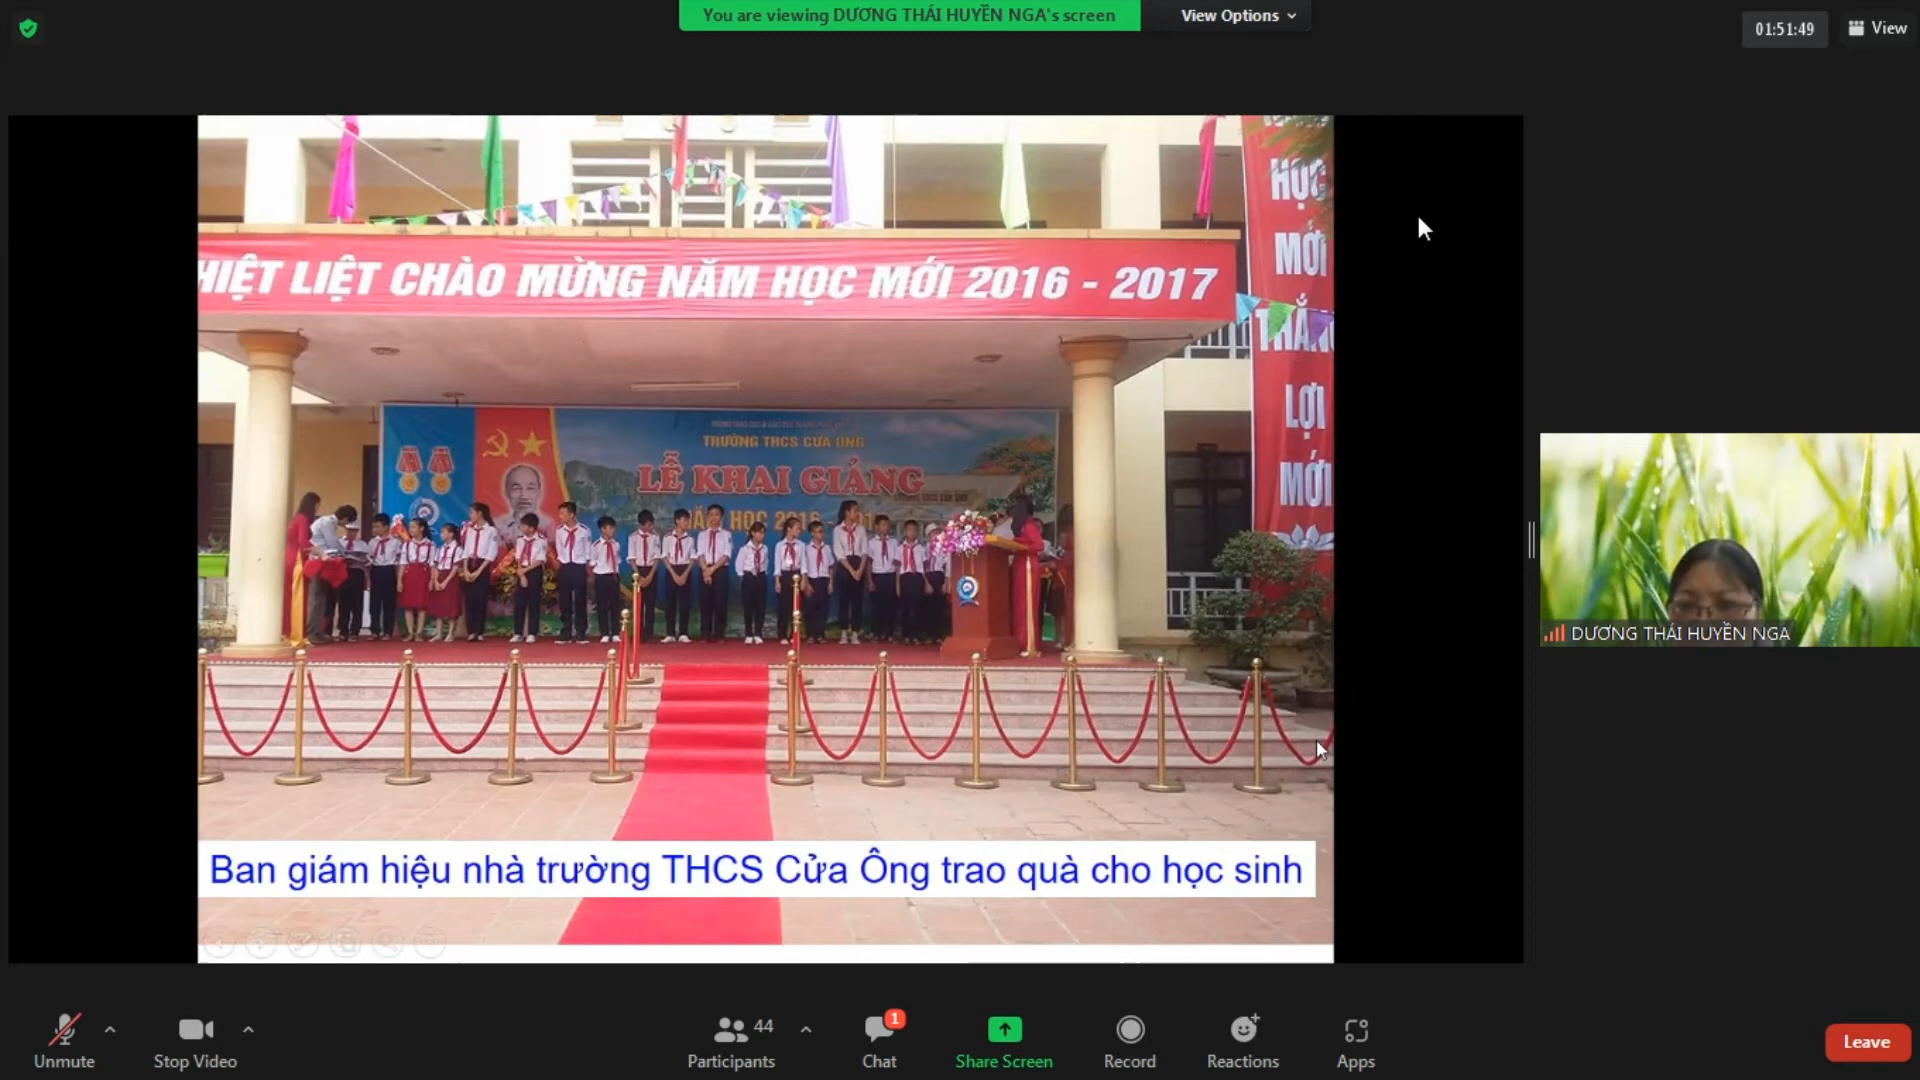 You are viewing DƯƠNG THÁI HUYỀN NGA's screen
View Options
01:51:49
View
HỌC
MỚI
THẮNG
LỢI
MỚI
HIỆT LIỆT CHÀO MỪNG NĂM HỌC MỚI 2016 - 2017
TRƯỜNG THCS CỬA ÔNG
LỄ KHAI GIẢNG
HỌC 2016
Ban giám hiệu nhà trường THCS Cửa Ông trao quà cho học sinh
DƯƠNG THÁI HUYỀN NGA
Unmute
Stop Video
44
Participants
1
Chat
Share Screen
Record
Reactions
Apps
Leave